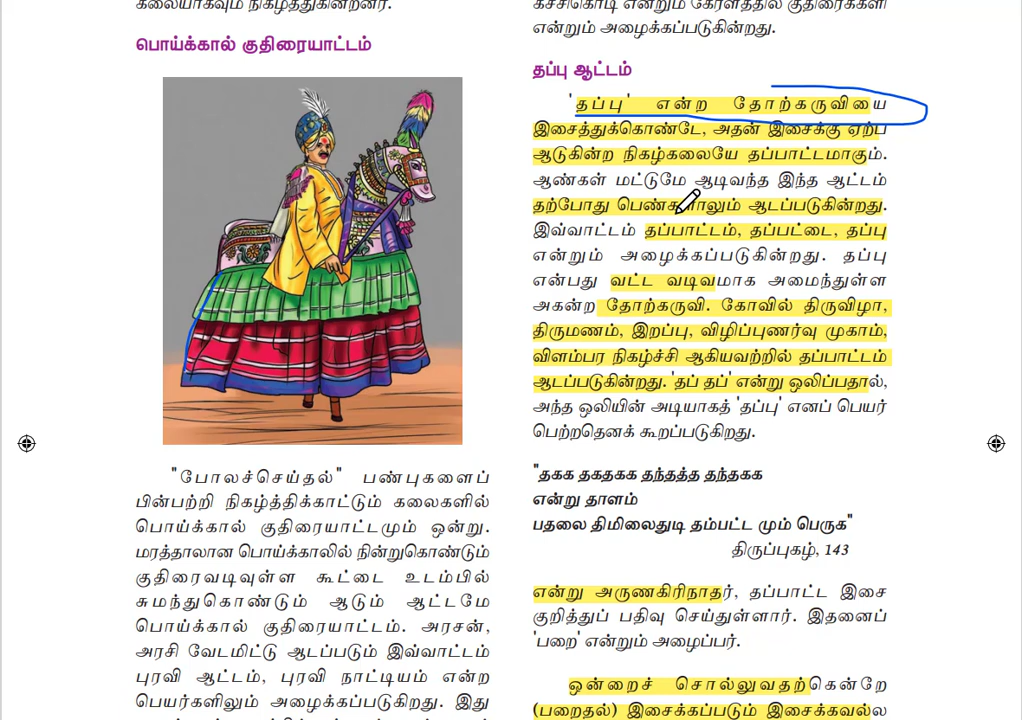 கலையாகவும் நிகழ்த்துகின்றனர்.
பொய்க்கால் குதிரையாட்டம்
"போலச்செய்தல்" பண்புகளைப்
பின்பற்றி நிகழ்த்திக்காட்டும் கலைகளில்
பொய்க்கால் குதிரையாட்டமும் ஒன்று.
மரத்தாலான பொய்க்காலில் நின்றுகொண்டும்
குதிரைவடிவுள்ள கூட்டை உடம்பில்
சுமந்துகொண்டும் ஆடும் ஆட்டமே
பொய்க்கால் குதிரையாட்டம். அரசன்,
அரசி வேடமிட்டு ஆடப்படும் இவ்வாட்டம்
புரவி ஆட்டம், புரவி நாட்டியம் என்ற
பெயர்களிலும் அழைக்கப்படுகிறது. இது
கச்சிகொடி என்றும் கேரளத்தில் குதிரைக்களி
என்றும் அழைக்கப்படுகிறது.
தப்பு ஆட்டம்
'தப்பு' என்ற தோற்கருவியை
இசைத்துக்கொண்டே, அதன் இசைக்கு ஏற்ப
ஆடுகின்ற நிகழ்கலையே தப்பாட்டமாகும்.
ஆண்கள் மட்டுமே ஆடிவந்த இந்த ஆட்டம்
தற்போது பெண்களாலும் ஆடப்படுகின்றது.
இவ்வாட்டம் தப்பாட்டம், தப்பட்டை, தப்பு
என்றும் அழைக்கப்படுகின்றது. தப்பு
என்பது வட்ட வடிவமாக அமைந்துள்ள
அகன்ற தோற்கருவி. கோவில் திருவிழா,
திருமணம், இறப்பு, விழிப்புணர்வு முகாம்,
விளம்பர நிகழ்ச்சி ஆகியவற்றில் தப்பாட்டம்
ஆடப்படுகின்றது. 'தப் தப்' என்று ஒலிப்பதால்,
அந்த ஒலியின் அடியாகத் 'தப்பு' எனப் பெயர்
பெற்றதெனக் கூறப்படுகிறது.
"தகக தகதகக தந்தத்த தந்தகக
என்று தாளம்
பதலை திமிலைதுடி தம்பட்ட மும் பெருக"
திருப்புகழ், 143
என்று அருணகிரிநாதர், தப்பாட்ட இசை
குறித்துப் பதிவு செய்துள்ளார். இதனைப்
'பறை' என்றும் அழைப்பர்.
ஒன்றைச் சொல்லுவதற்கென்றே
(பறைதல்) இசைக்கப்படும் இசைக்கவல்ல